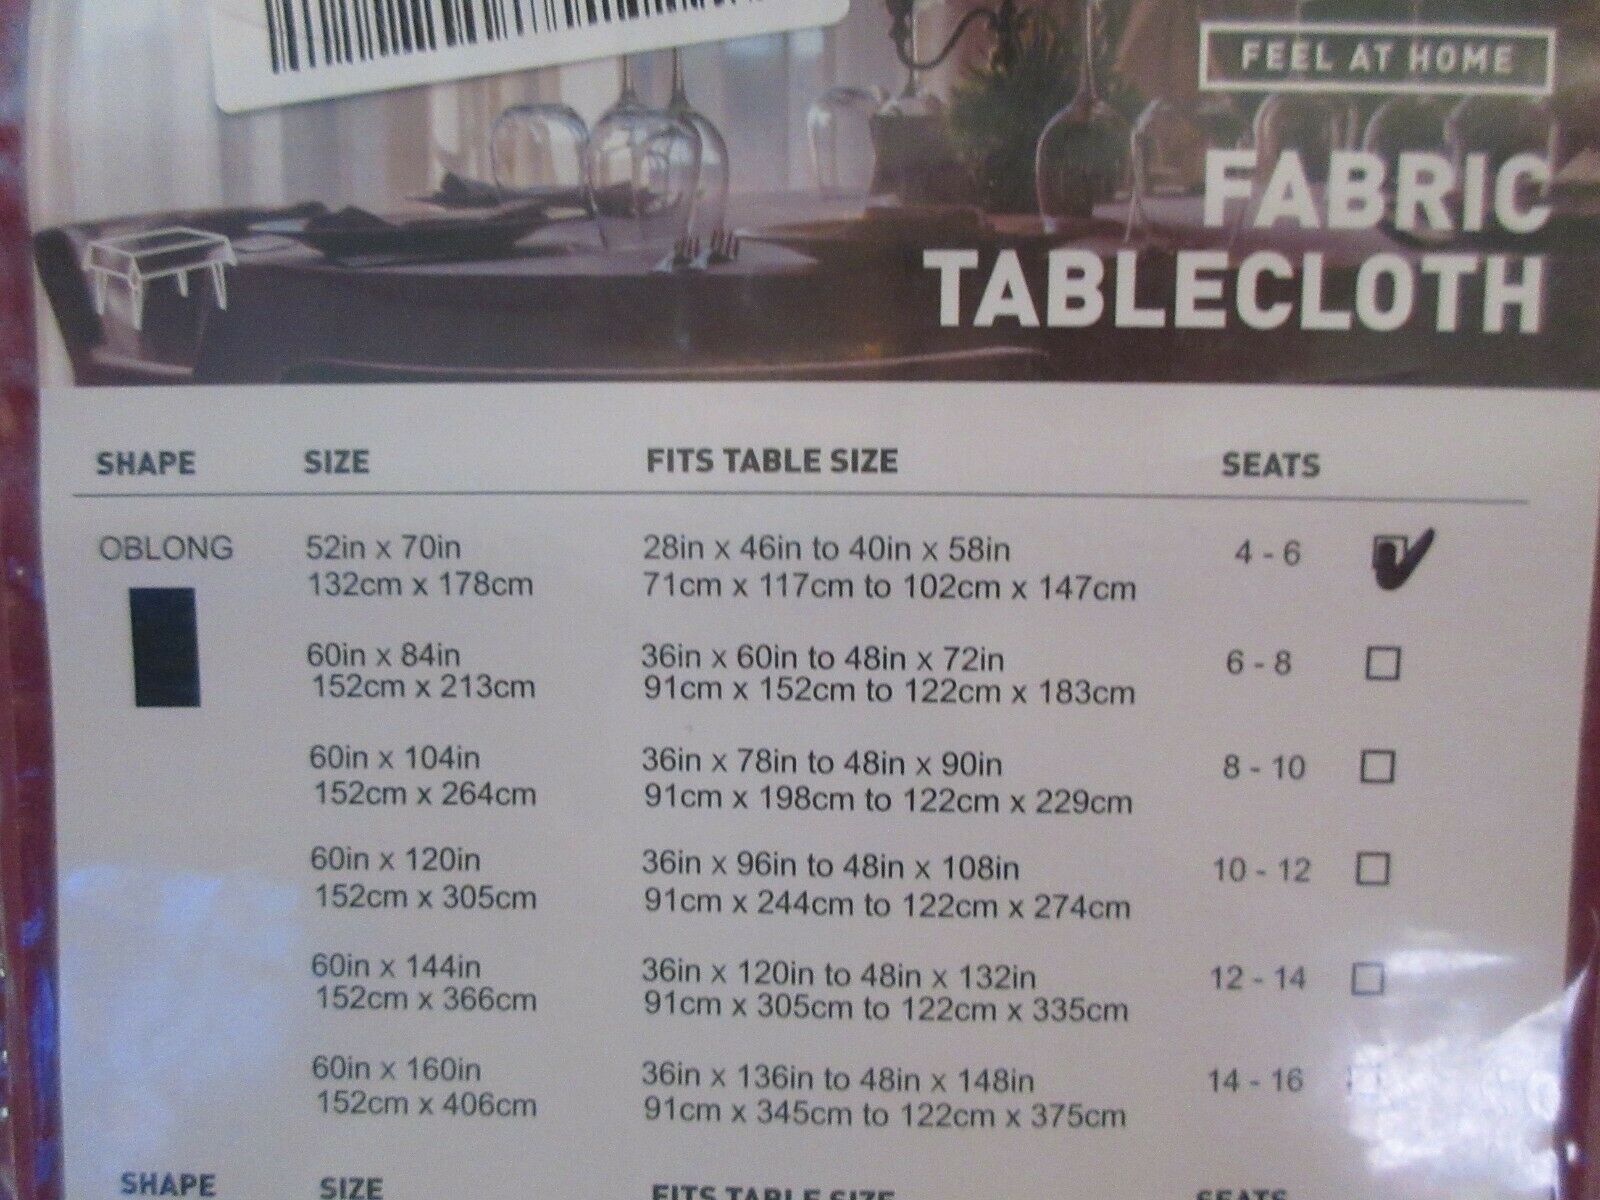 FEEL AT HOME
FABRIC
TABLECLOTH
SHAPE SIZE FITS TABLE SIZE SEATS
OBLONG 52in x 70in 28in x 46in to 40in x 58in 4 - 6
132cm x 178cm 71cm x 117cm to 102cm x 147cm
60in x 84in 36in x 60in to 48in x 72in 6 - 8
152cm x 213cm 91cm x 152cm to 122cm x 183cm
60in x 104in 36in x 78in to 48in x 90in 8 - 10
152cm x 264cm 91cm x 198cm to 122cm x 229cm
60in x 120in 36in x 96in to 48in x 108in 10 - 12
152cm x 305cm 91cm x 244cm to 122cm x 274cm
60in x 144in 36in x 120in to 48in x 132in 12 - 14
152cm x 366cm 91cm x 305cm to 122cm x 335cm
60in x 160in 36in x 136in to 48in x 148in 14 - 16
152cm x 406cm 91cm x 345cm to 122cm x 375cm
SHAPE SIZE FITS TABLE SIZE SEATS